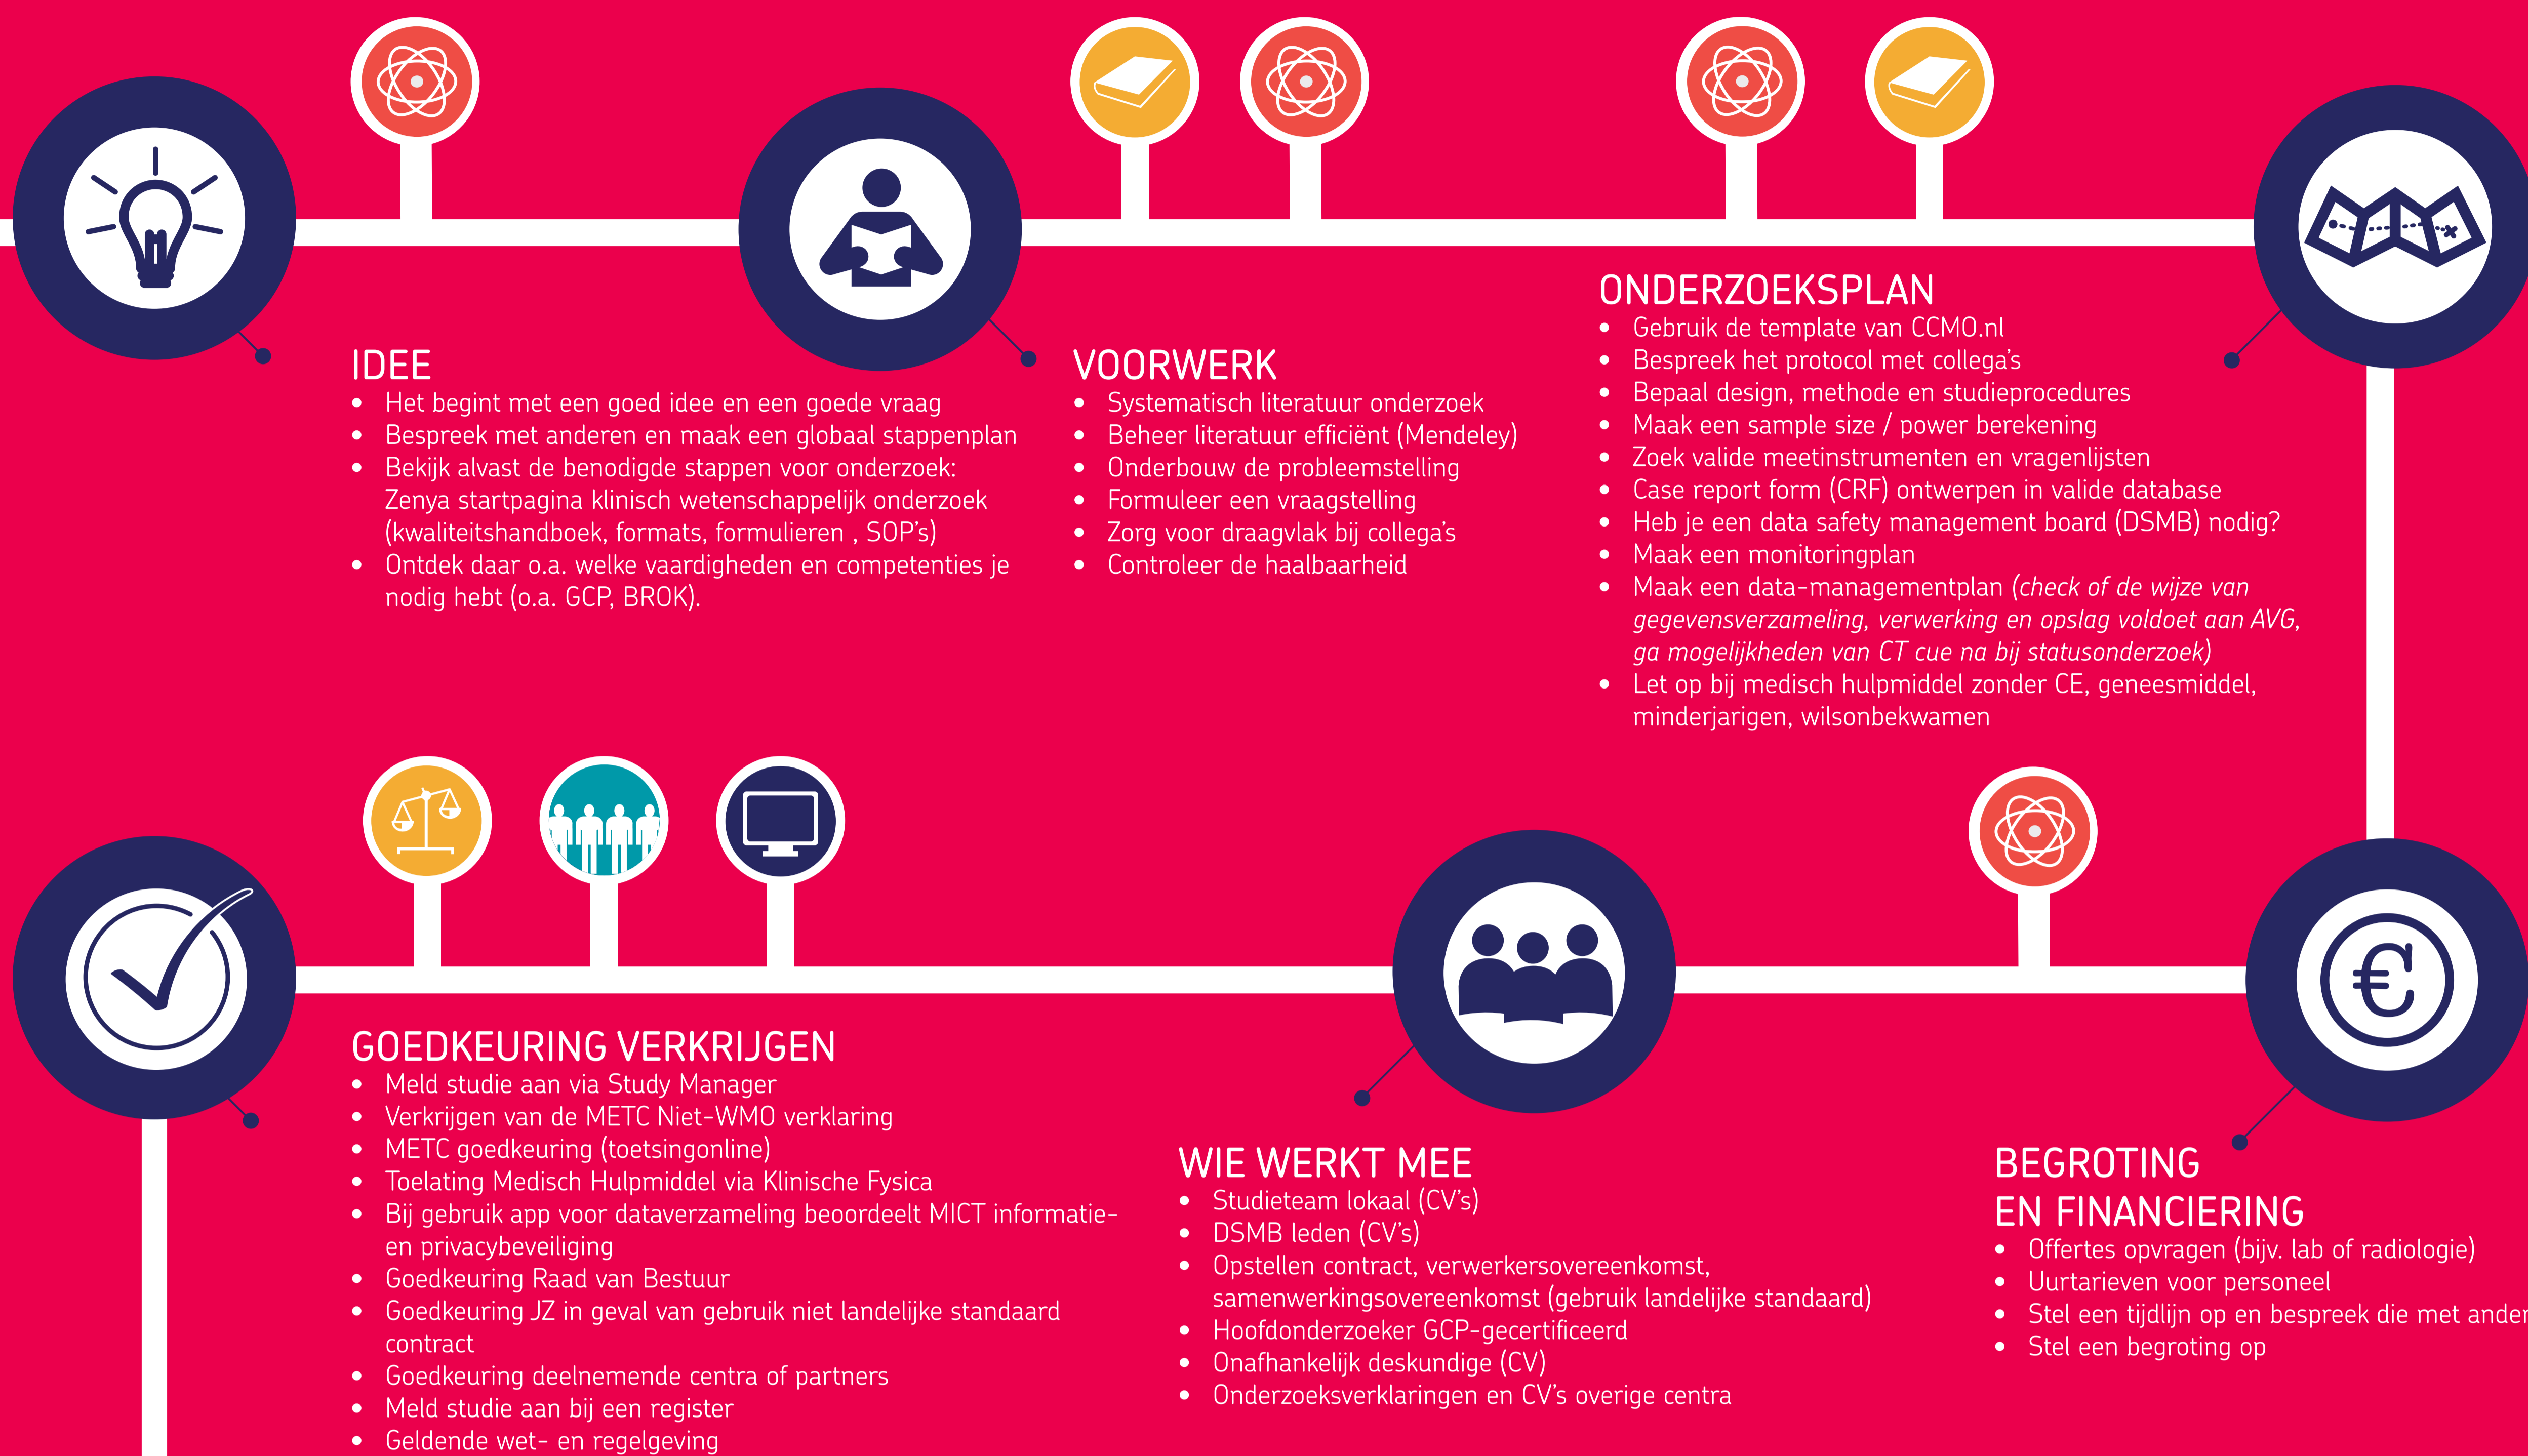 IDEE
• Het begint met een goed idee en een goede vraag
• Bespreek met anderen en maak een globaal stappenplan
• Bekijk alvast de benodigde stappen voor onderzoek:
Zenya startpagina klinisch wetenschappelijk onderzoek
(kwaliteitshandboek, formats, formulieren , SOP's)
• Ontdek daar o.a. welke vaardigheden en competenties je
nodig hebt (o.a. GCP, BROK).
VOORWERK
• Systematisch literatuur onderzoek
• Beheer literatuur efficiënt (Mendeley)
• Onderbouw de probleemstelling
• Formuleer een vraagstelling
• Zorg voor draagvlak bij collega's
• Controleer de haalbaarheid
ONDERZOEKSPLAN
• Gebruik de template van CCMO.nl
• Bespreek het protocol met collega's
• Bepaal design, methode en studieprocedures
• Maak een sample size / power berekening
• Zoek valide meetinstrumenten en vragenlijsten
• Case report form (CRF) ontwerpen in valide database
• Heb je een data safety management board (DSMB) nodig?
• Maak een monitoringplan
• Maak een data-managementplan (check of de wijze van
gegevensverzameling, verwerking en opslag voldoet aan AVG,
ga mogelijkheden van CT cue na bij statusonderzoek)
• Let op bij medisch hulpmiddel zonder CE, geneesmiddel,
minderjarigen, wilsonbekwamen
GOEDKEURING VERKRIJGEN
• Meld studie aan via Study Manager
• Verkrijgen van de METC Niet-WMO verklaring
• METC goedkeuring (toetsingonline)
• Toelating Medisch Hulpmiddel via Klinische Fysica
• Bij gebruik app voor dataverzameling beoordeelt MICT informatie-
en privacybeveiliging
• Goedkeuring Raad van Bestuur
• Goedkeuring JZ in geval van gebruik niet landelijke standaard
contract
• Goedkeuring deelnemende centra of partners
• Meld studie aan bij een register
• Geldende wet- en regelgeving
WIE WERKT MEE
• Studieteam lokaal (CV's)
• DSMB leden (CV's)
• Opstellen contract, verwerkersovereenkomst,
samenwerkingsovereenkomst (gebruik landelijke standaard)
• Hoofdonderzoeker GCP-gecertificeerd
• Onafhankelijk deskundige (CV)
• Onderzoeksverklaringen en CV's overige centra
BEGROTING
EN FINANCIERING
• Offertes opvragen (bijv. lab of radiologie)
• Uurtarieven voor personeel
• Stel een tijdlijn op en bespreek die met ander
• Stel een begroting op
€